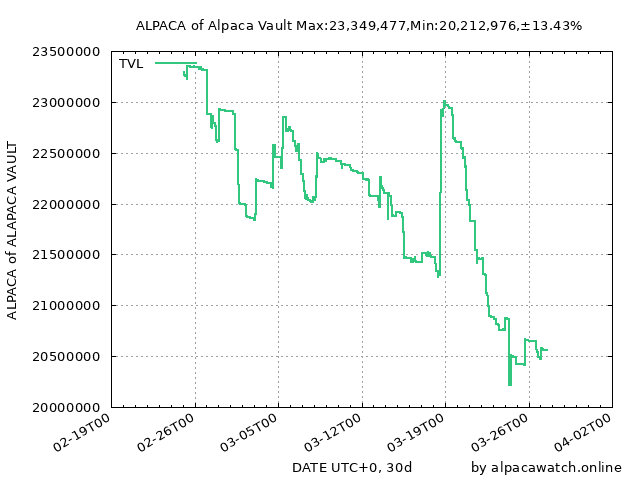 ALPACA of Alpaca Vault Max:23,349,477,Min:20,212,976,±13.43%
TVL
ALPACA of ALAPACA VAULT
23500000
23000000
22500000
22000000
21500000
21000000
20500000
20000000
02-19T00
02-26T00
03-05T00
03-12T00
03-19T00
03-26T00
04-02T00
DATE UTC+0, 30d
by alpacawatch.online